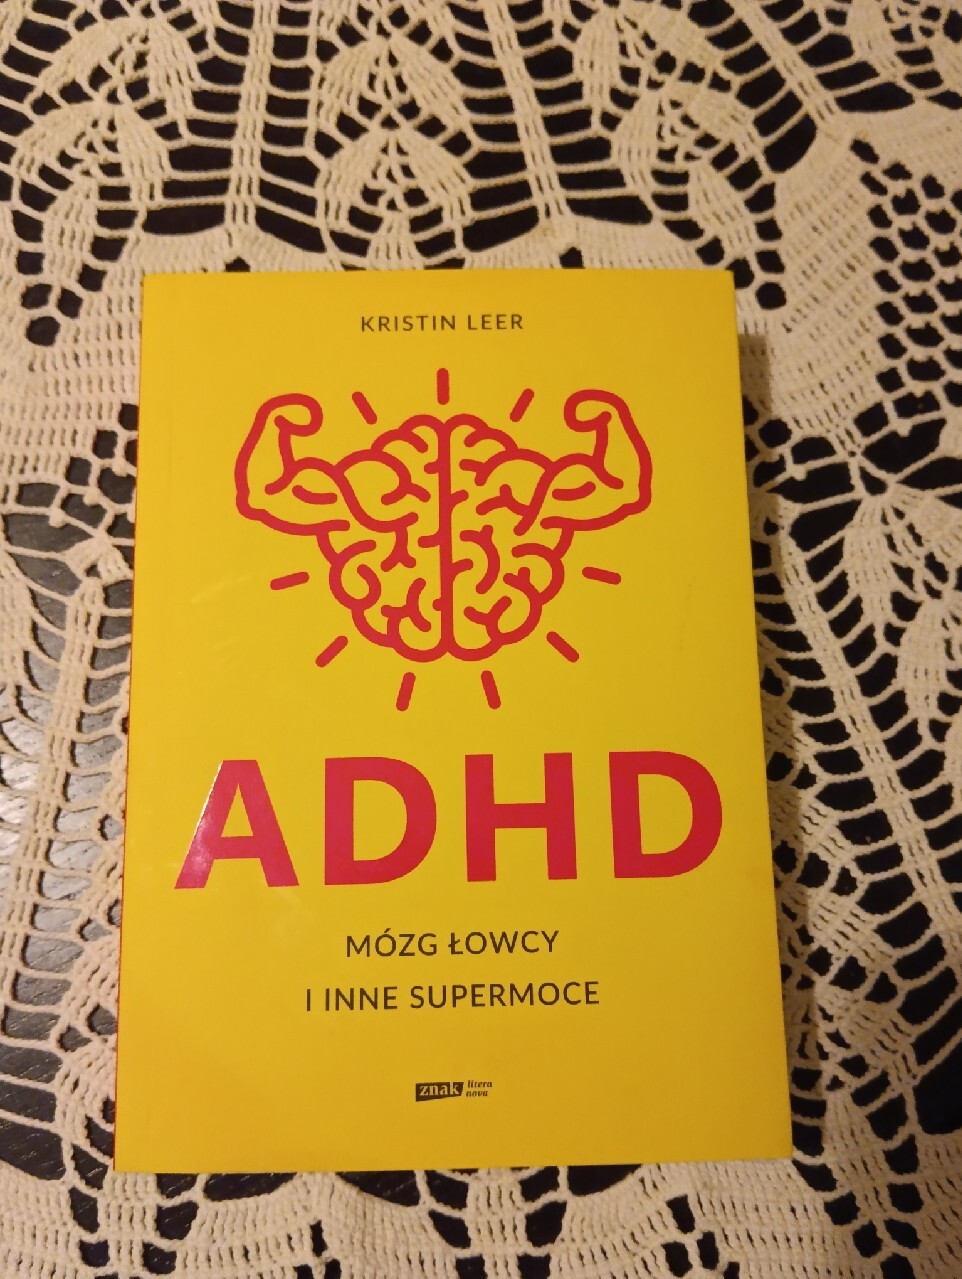 KRISTIN LEER
ADHD
MÓZG ŁOWCY
I INNE SUPERMOCE
znak litera
nova